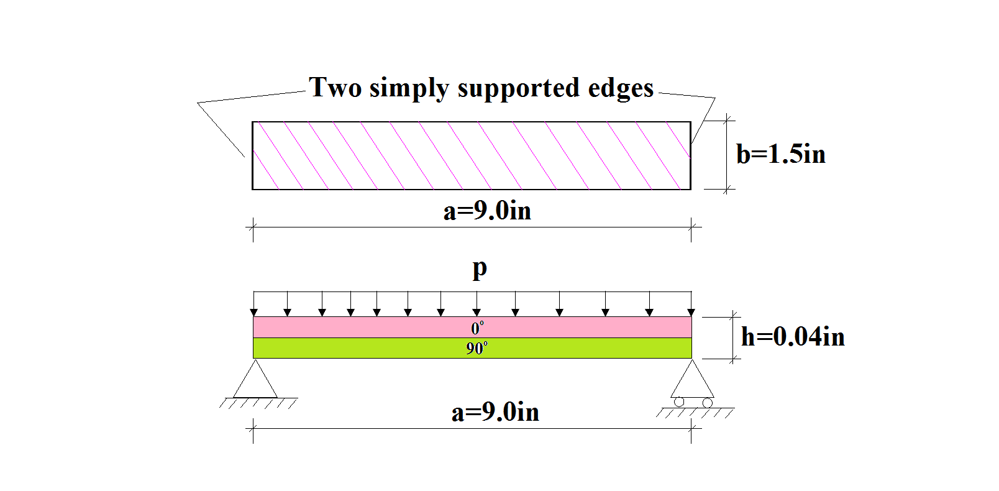 Two simply supported edges
b=1.5in
a=9.0in
p
0°
90°
h=0.04in
a=9.0in